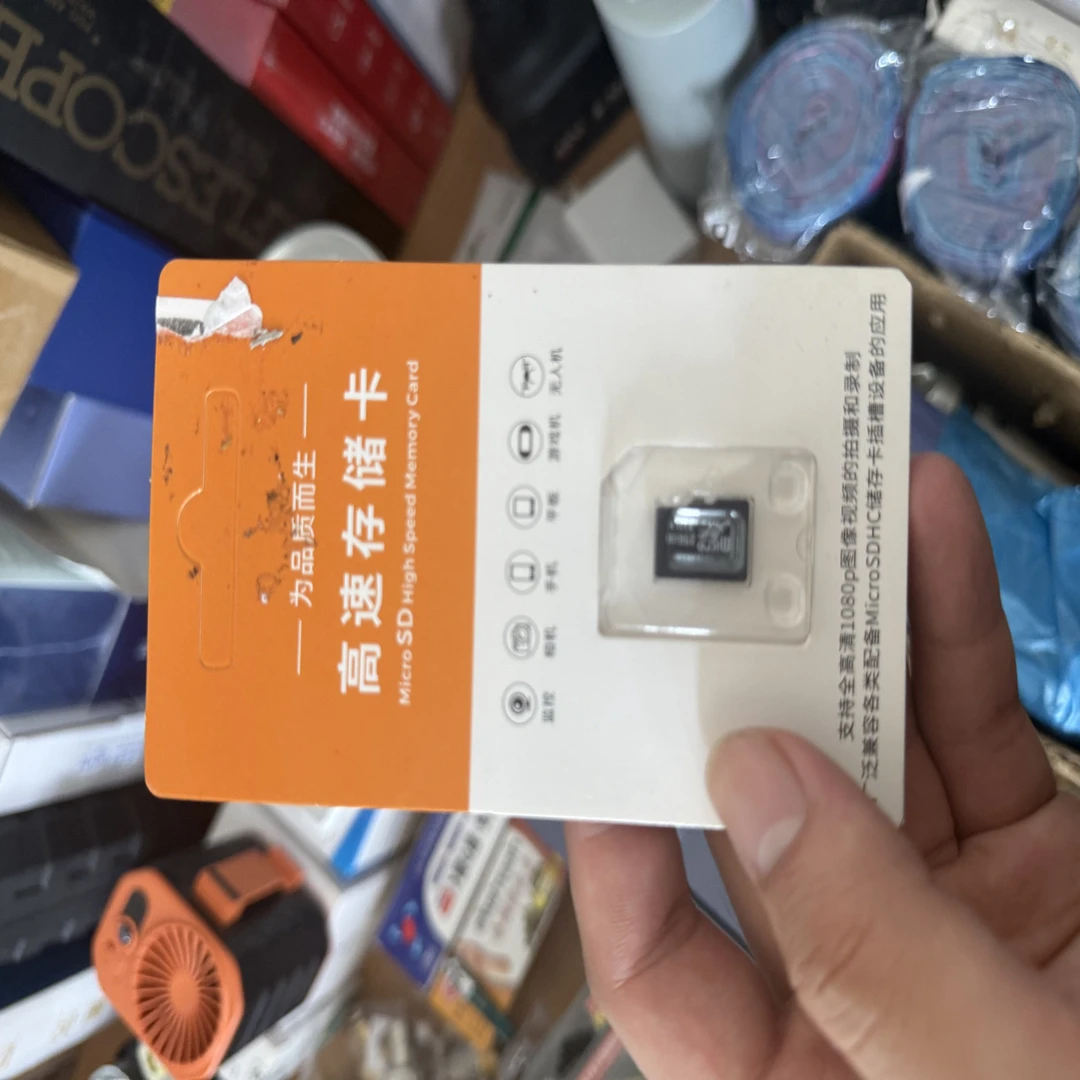 为品质而生
高速存储卡
Micro SD High Speed Memory Card
监控 相机 手机 平板 游戏机 无人机
支持全高清1080p图像视频的拍摄和录制
广泛兼容各类配备MicroSDHC储存卡插槽设备的应用